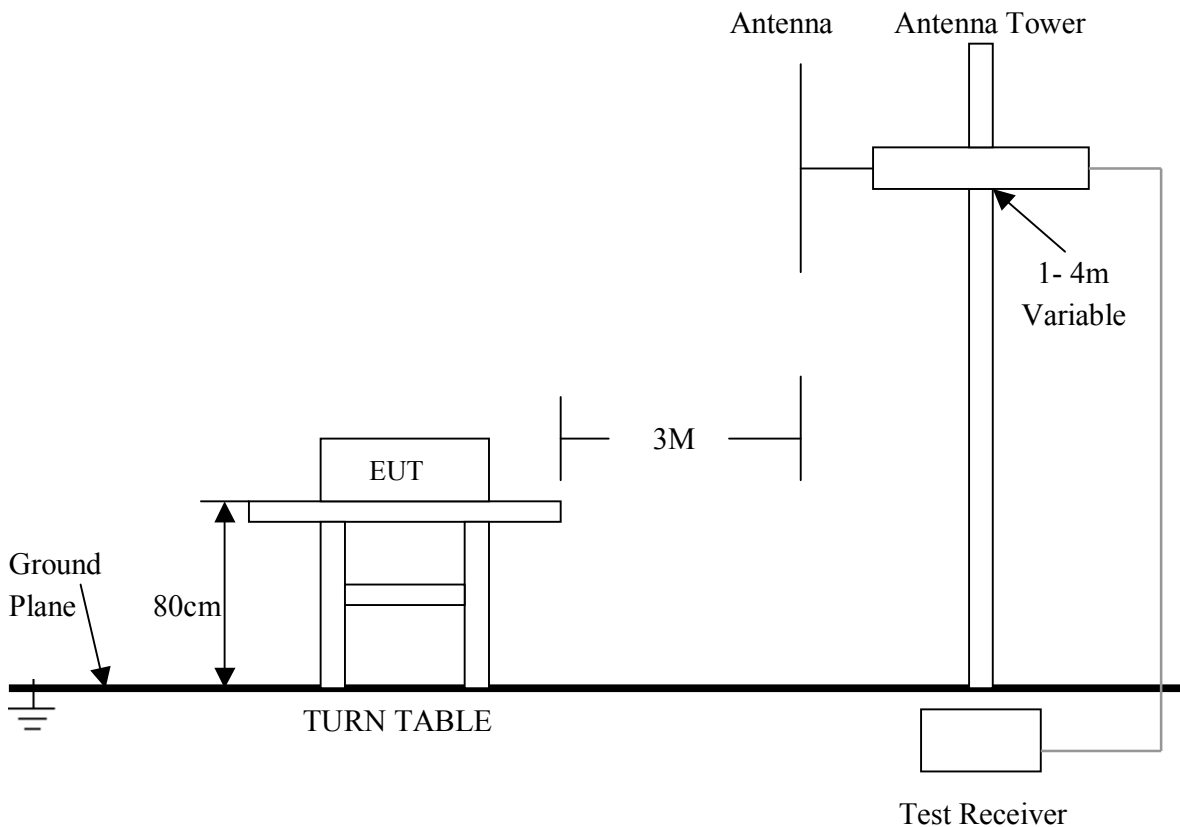 Antenna
Antenna Tower
1- 4m
Variable
3M
EUT
Ground
Plane
80cm
TURN TABLE
Test Receiver